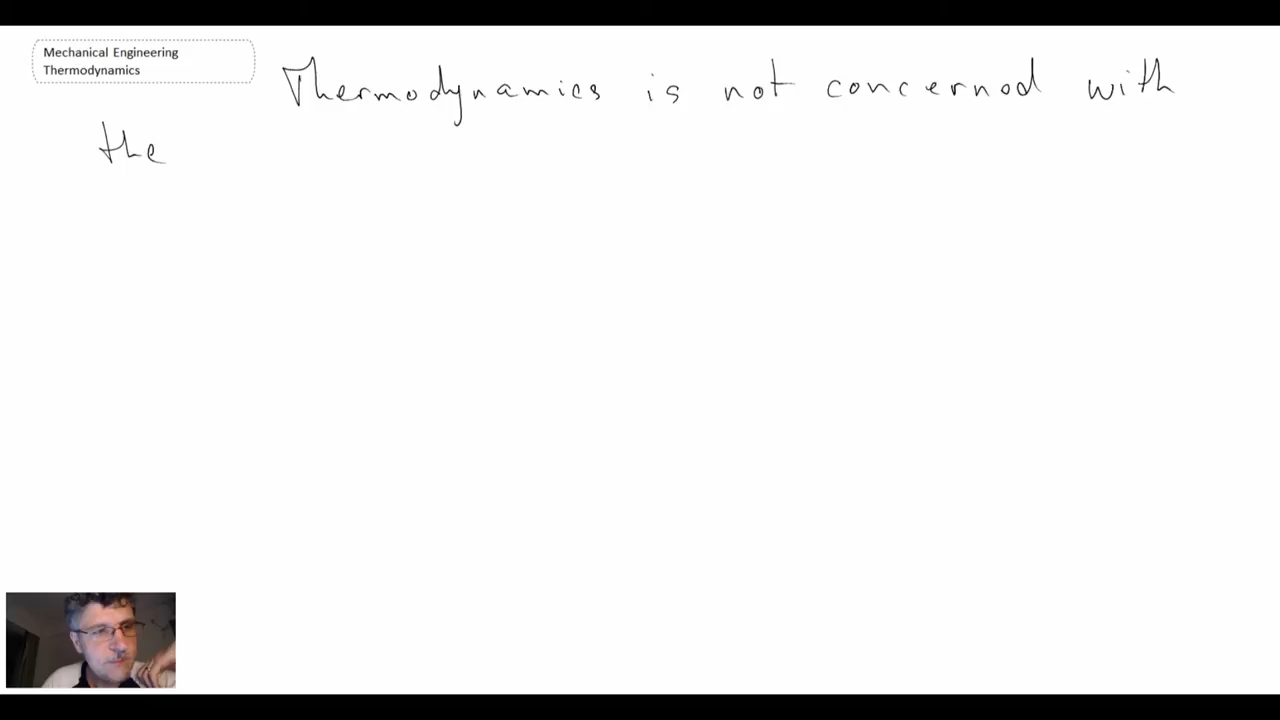 Mechanical Engineering
Thermodynamics
Thermodynamics is not concerned with
the